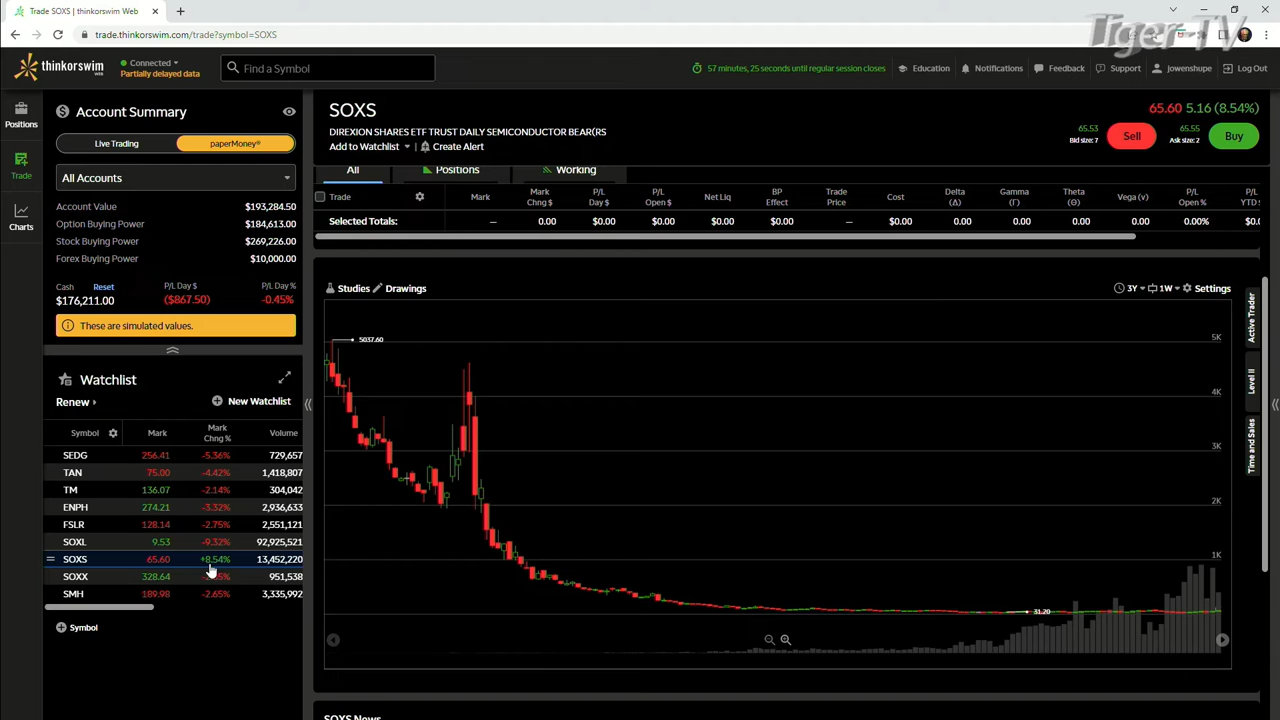 Trade SOXS | thinkorswim Web
Tiger TV
trade.thinkorswim.com/trade?symbol=SOXS
thinkorswim
WEB
Connected
Partially delayed data
Find a Symbol
57 minutes, 25 seconds until regular session closes
Education
Notifications
Feedback
Support
jowenshupe
Log Out
Positions
Trade
Charts
Account Summary
Live Trading
paperMoney®
All Accounts
Account Value $193,284.50
Option Buying Power $184,613.00
Stock Buying Power $269,226.00
Forex Buying Power $10,000.00
Cash Reset P/L Day $ P/L Day %
$176,211.00 ($867.50) -0.45%
These are simulated values.
Watchlist
Renew
New Watchlist
Symbol Mark Mark Chng % Volume
SEDG 256.41 -5.36% 729,657
TAN 75.00 -4.42% 1,418,807
TM 136.07 -2.14% 304,042
ENPH 274.21 -3.32% 2,936,633
FSLR 128.14 -2.75% 2,551,121
SOXL 9.53 -9.32% 92,925,521
SOXS 65.60 +8.54% 13,452,220
SOXX 328.64 951,538
SMH 189.98 -2.65% 3,335,992
Symbol
SOXS
DIREXION SHARES ETF TRUST DAILY SEMICONDUCTOR BEAR(RS
Add to Watchlist | Create Alert
65.60 5.16 (8.54%)
65.53
Bid size: 7
Sell
65.55
Ask size: 2
Buy
All Positions Working
Trade Mark Mark Chng $ P/L Day $ P/L Open $ Net Liq BP Effect Trade Price Cost Delta (Δ) Gamma (Γ) Theta (Θ) Vega (v) P/L Open % P/L YTD $
Selected Totals: — 0.00 $0.00 $0.00 $0.00 $0.00 — $0.00 0.00 0.00 0.00 0.00 0.00% $0.0
Studies Drawings
3Y 1W Settings
5037.60
5K
4K
3K
2K
1K
31.20
Active Trader
Level II
Time and Sales
SOXS News